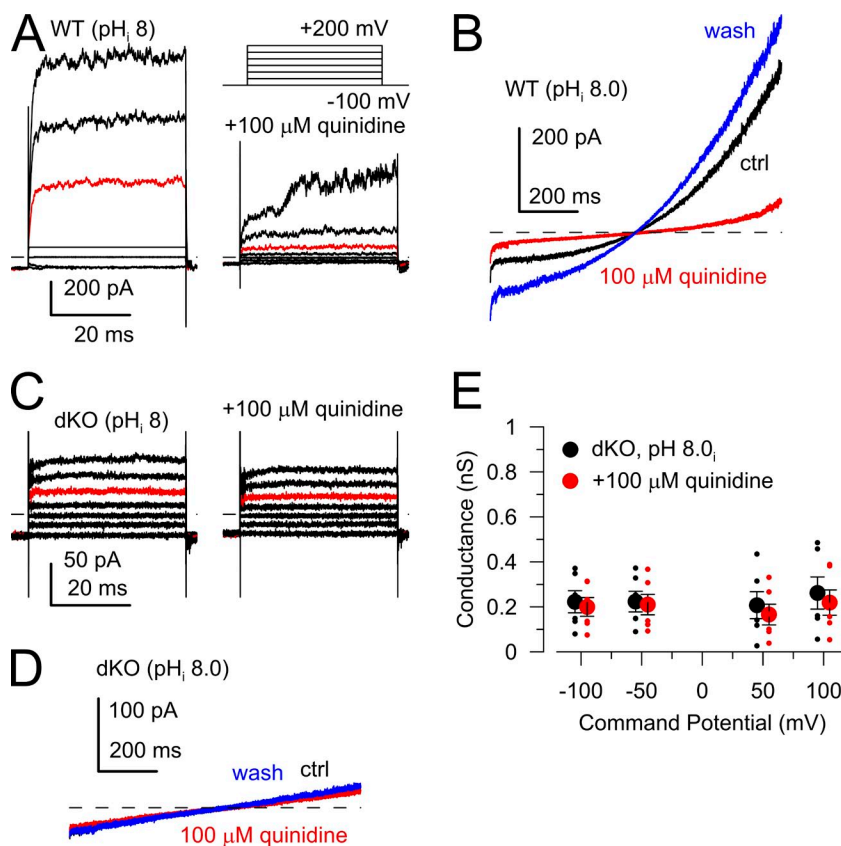 A
WT (pHi 8)
+200 mV
-100 mV
+100 μM quinidine
200 pA
20 ms
B
wash
WT (pHi 8.0)
200 pA
ctrl
200 ms
100 μM quinidine
C
dKO (pHi 8)
+100 μM quinidine
50 pA
20 ms
D
dKO (pHi 8.0)
100 pA
200 ms
wash
ctrl
100 μM quinidine
E
1
0.8
0.6
0.4
0.2
0
Conductance (nS)
dKO, pH 8.0i
+100 μM quinidine
-100
-50
0
50
100
Command Potential (mV)